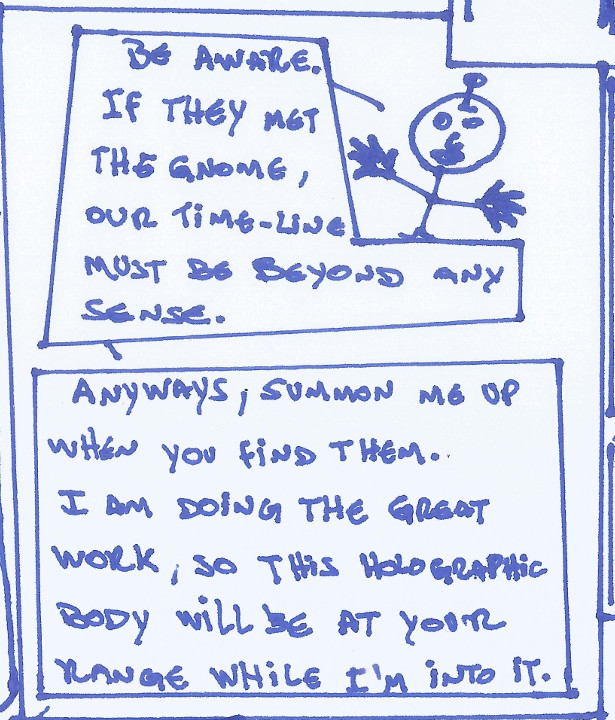 BE AWARE.
IF THEY MET
THE GNOME,
OUR TIME-LINE
MUST BE BEYOND ANY
SENSE.
ANYWAYS, SUMMON ME UP
WHEN YOU FIND THEM.
I AM DOING THE GREAT
WORK, SO THIS HOLOGRAPHIC
BODY WILL BE AT YOUR
RANGE WHILE I'M INTO IT.